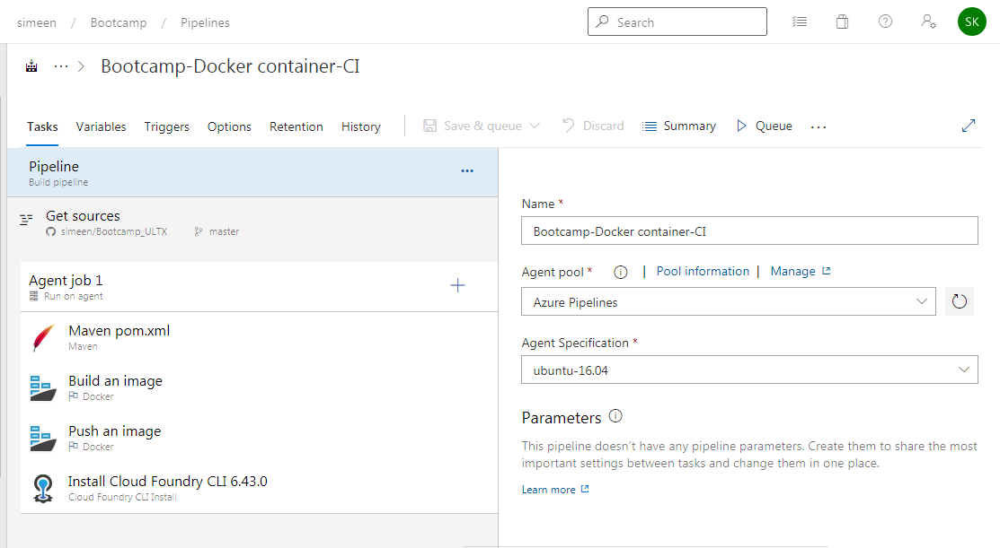 simeen / Bootcamp / Pipelines
Search
SK
Bootcamp-Docker container-CI
Tasks Variables Triggers Options Retention History Save & queue Discard Summary Queue
Pipeline
Build pipeline
Get sources
simeen/Bootcamp_ULTX master
Agent job 1
Run on agent
Maven pom.xml
Maven
Build an image
Docker
Push an image
Docker
Install Cloud Foundry CLI 6.43.0
Cloud Foundry CLI Install
Name *
Bootcamp-Docker container-CI
Agent pool * | Pool information | Manage
Azure Pipelines
Agent Specification *
ubuntu-16.04
Parameters
This pipeline doesn't have any pipeline parameters. Create them to share the most
important settings between tasks and change them in one place.
Learn more